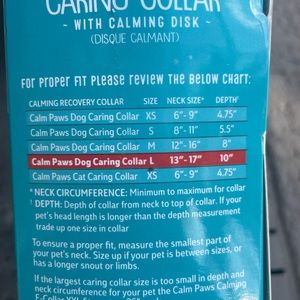 CARING COLLAR
~ WITH CALMING DISK ~
(DISQUE CALMANT)
FOR PROPER FIT PLEASE REVIEW THE BELOW CHART:
CALMING RECOVERY COLLAR SIZE NECK SIZE* DEPTH†
Calm Paws Dog Caring Collar XS 6"- 9" 4.75"
Calm Paws Dog Caring Collar S 8"- 11" 5.5"
Calm Paws Dog Caring Collar M 12"- 16" 8"
Calm Paws Dog Caring Collar L 13"- 17" 10"
Calm Paws Cat Caring Collar XS 6"- 9" 4.75"
* NECK CIRCUMFERENCE: Minimum to maximum for collar
† DEPTH: Depth of collar from neck to top of collar. If your
pet's head length is longer than the depth measurement
trade up one size in collar
To ensure a proper fit, measure the smallest part of
your pet's neck. Size up if your pet is between sizes, or
has a longer snout or limbs.
If the largest caring collar size is too small in depth and
neck circumference for your pet the Calm Paws Calming